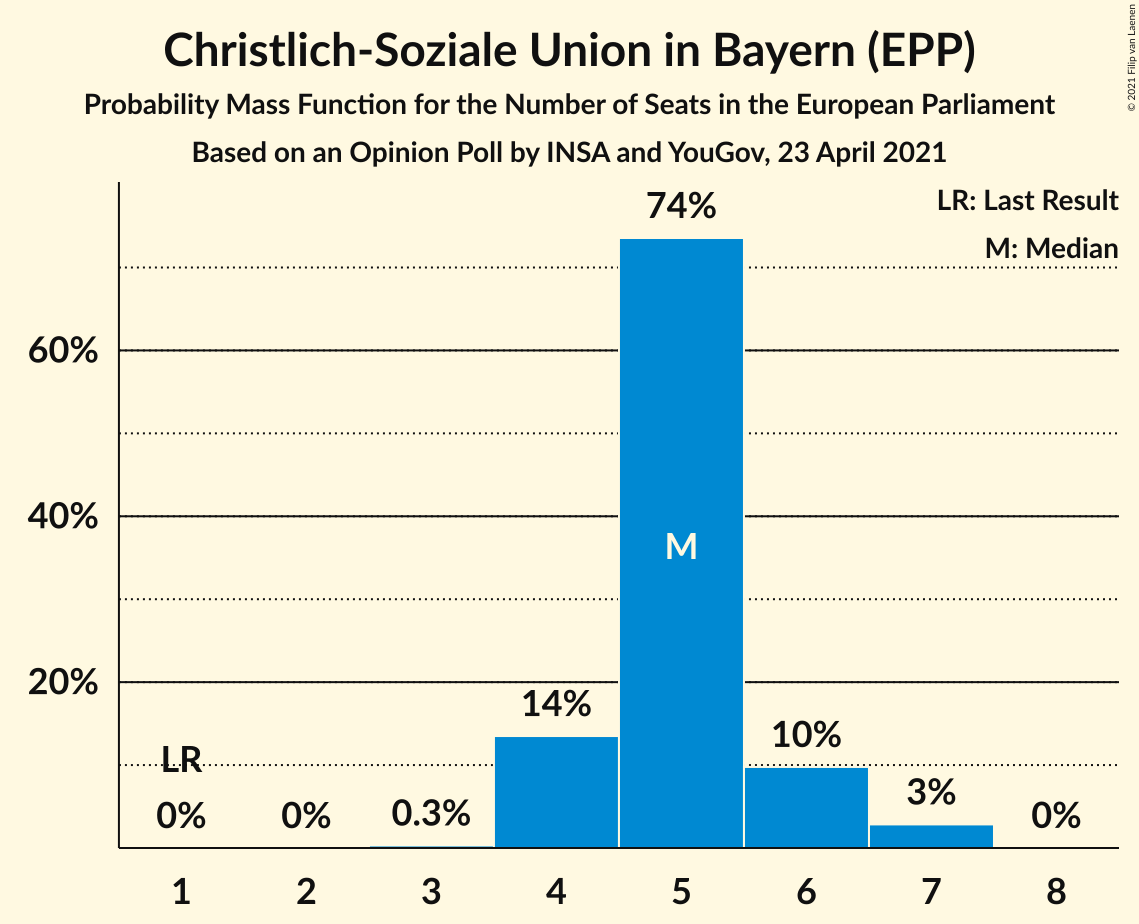 Christlich-Soziale Union in Bayern (EPP)
Probability Mass Function for the Number of Seats in the European Parliament
Based on an Opinion Poll by INSA and YouGov, 23 April 2021
© 2021 Filip van Laenen
LR: Last Result
M: Median
74%
60%
40%
M
20%
14%
10%
LR
3%
0%
0%
0.3%
0%
1 2 3 4 5 6 7 8